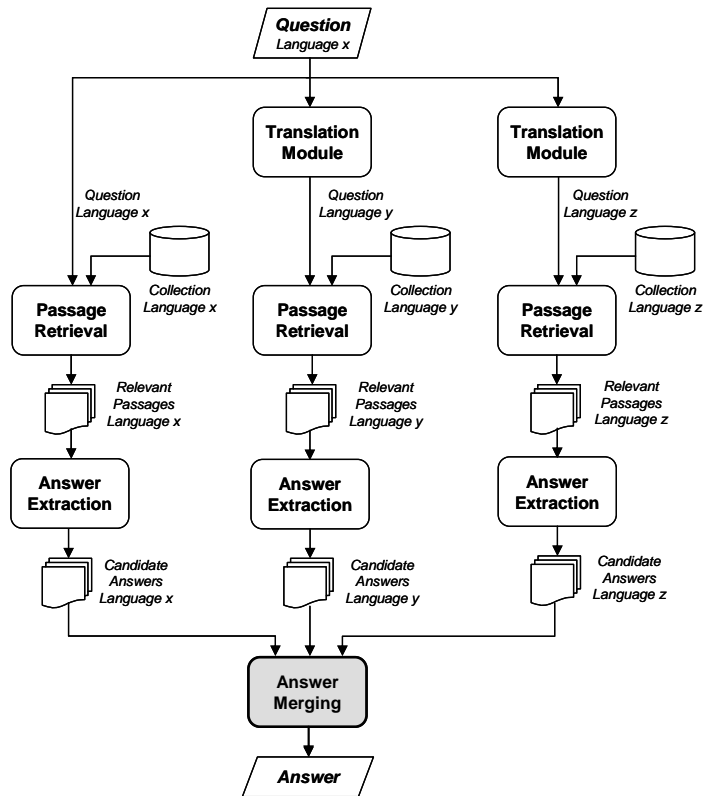 Question
Language x
Translation
Module
Translation
Module
Question
Language x
Question
Language y
Question
Language z
Collection
Language x
Collection
Language y
Collection
Language z
Passage
Retrieval
Passage
Retrieval
Passage
Retrieval
Relevant
Passages
Language x
Relevant
Passages
Language y
Relevant
Passages
Language z
Answer
Extraction
Answer
Extraction
Answer
Extraction
Candidate
Answers
Language x
Candidate
Answers
Language y
Candidate
Answers
Language z
Answer
Merging
Answer